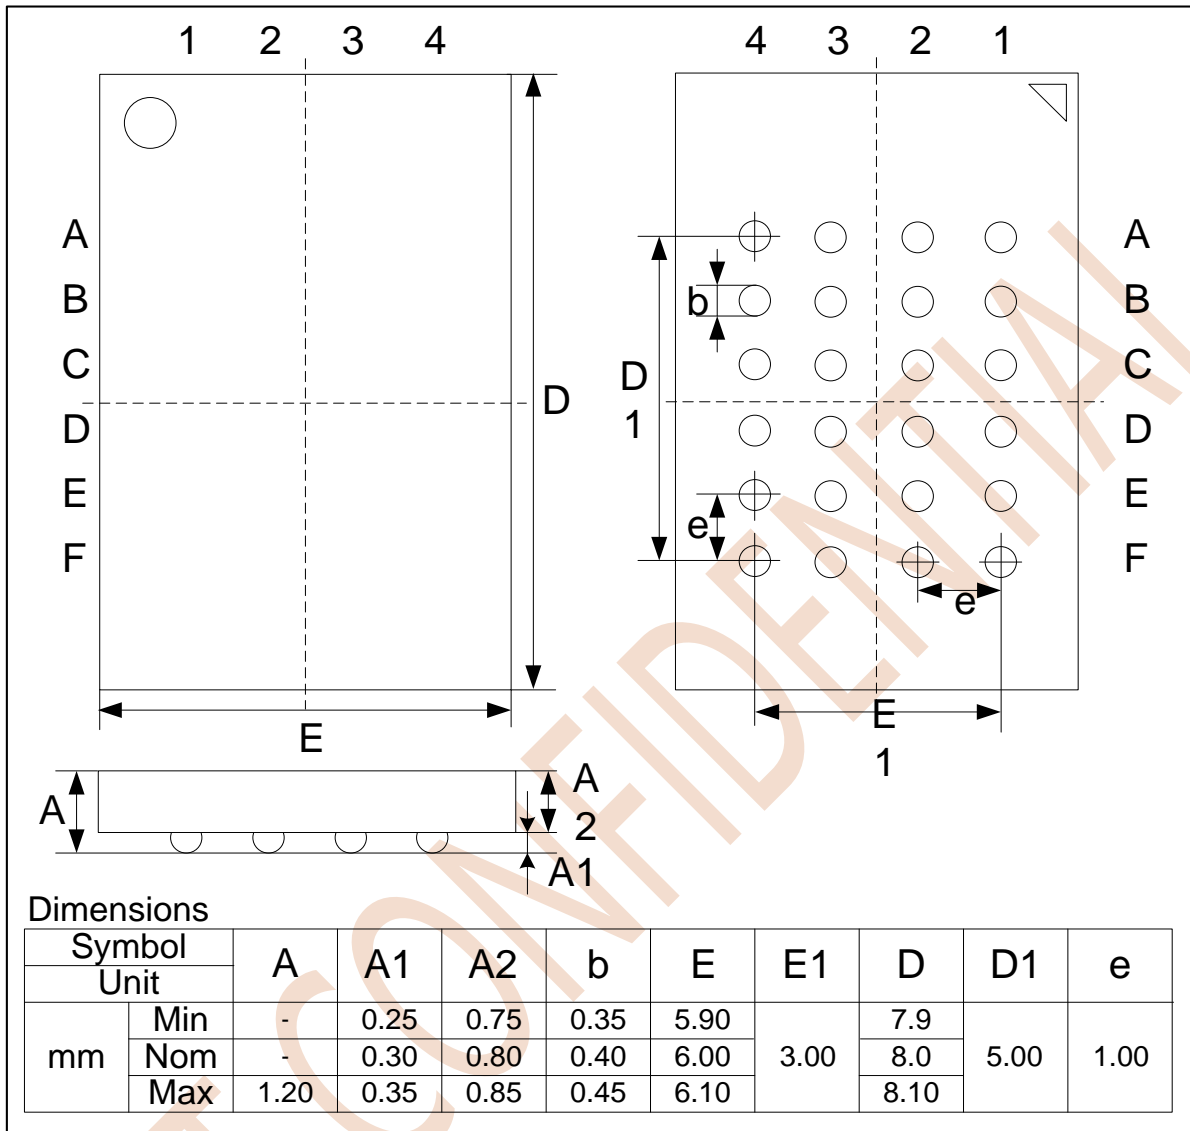 1 2 3 4
4 3 2 1
A
B
C
D
E
F
D
E
A
B
C
D
E
F
b
D
1
e
e
E
1
A
A
2
A1
Dimensions
Symbol A A1 A2 b E E1 D D1 e
Unit
mm
Min - 0.25 0.75 0.35 5.90 7.9
Nom - 0.30 0.80 0.40 6.00 3.00 8.0 5.00 1.00
Max 1.20 0.35 0.85 0.45 6.10 8.10
CONFIDENTIAL